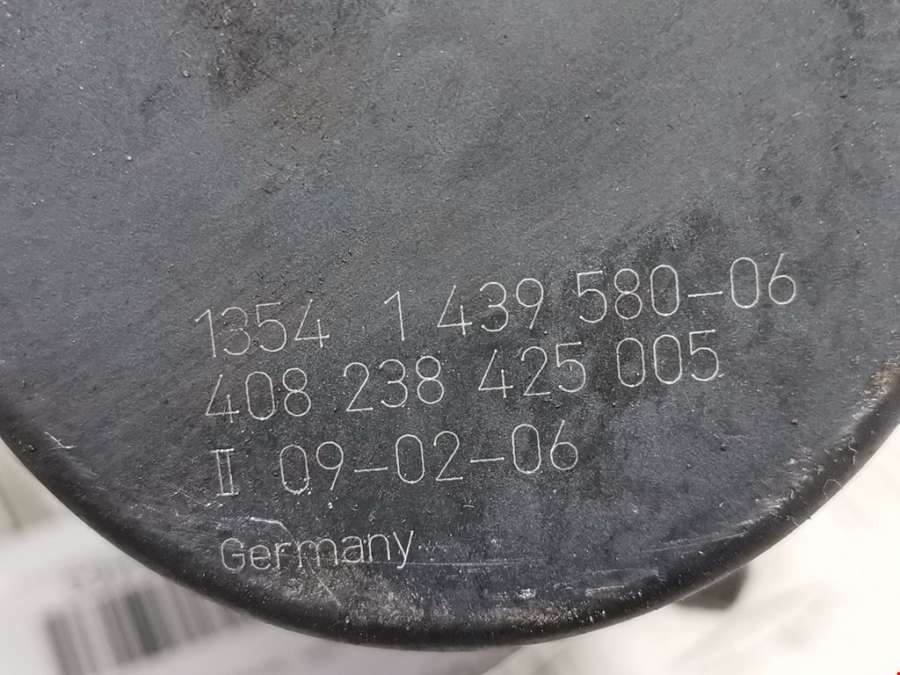 1354 1 439 580-06
408 238 425 005
II 09-02-06
Germany